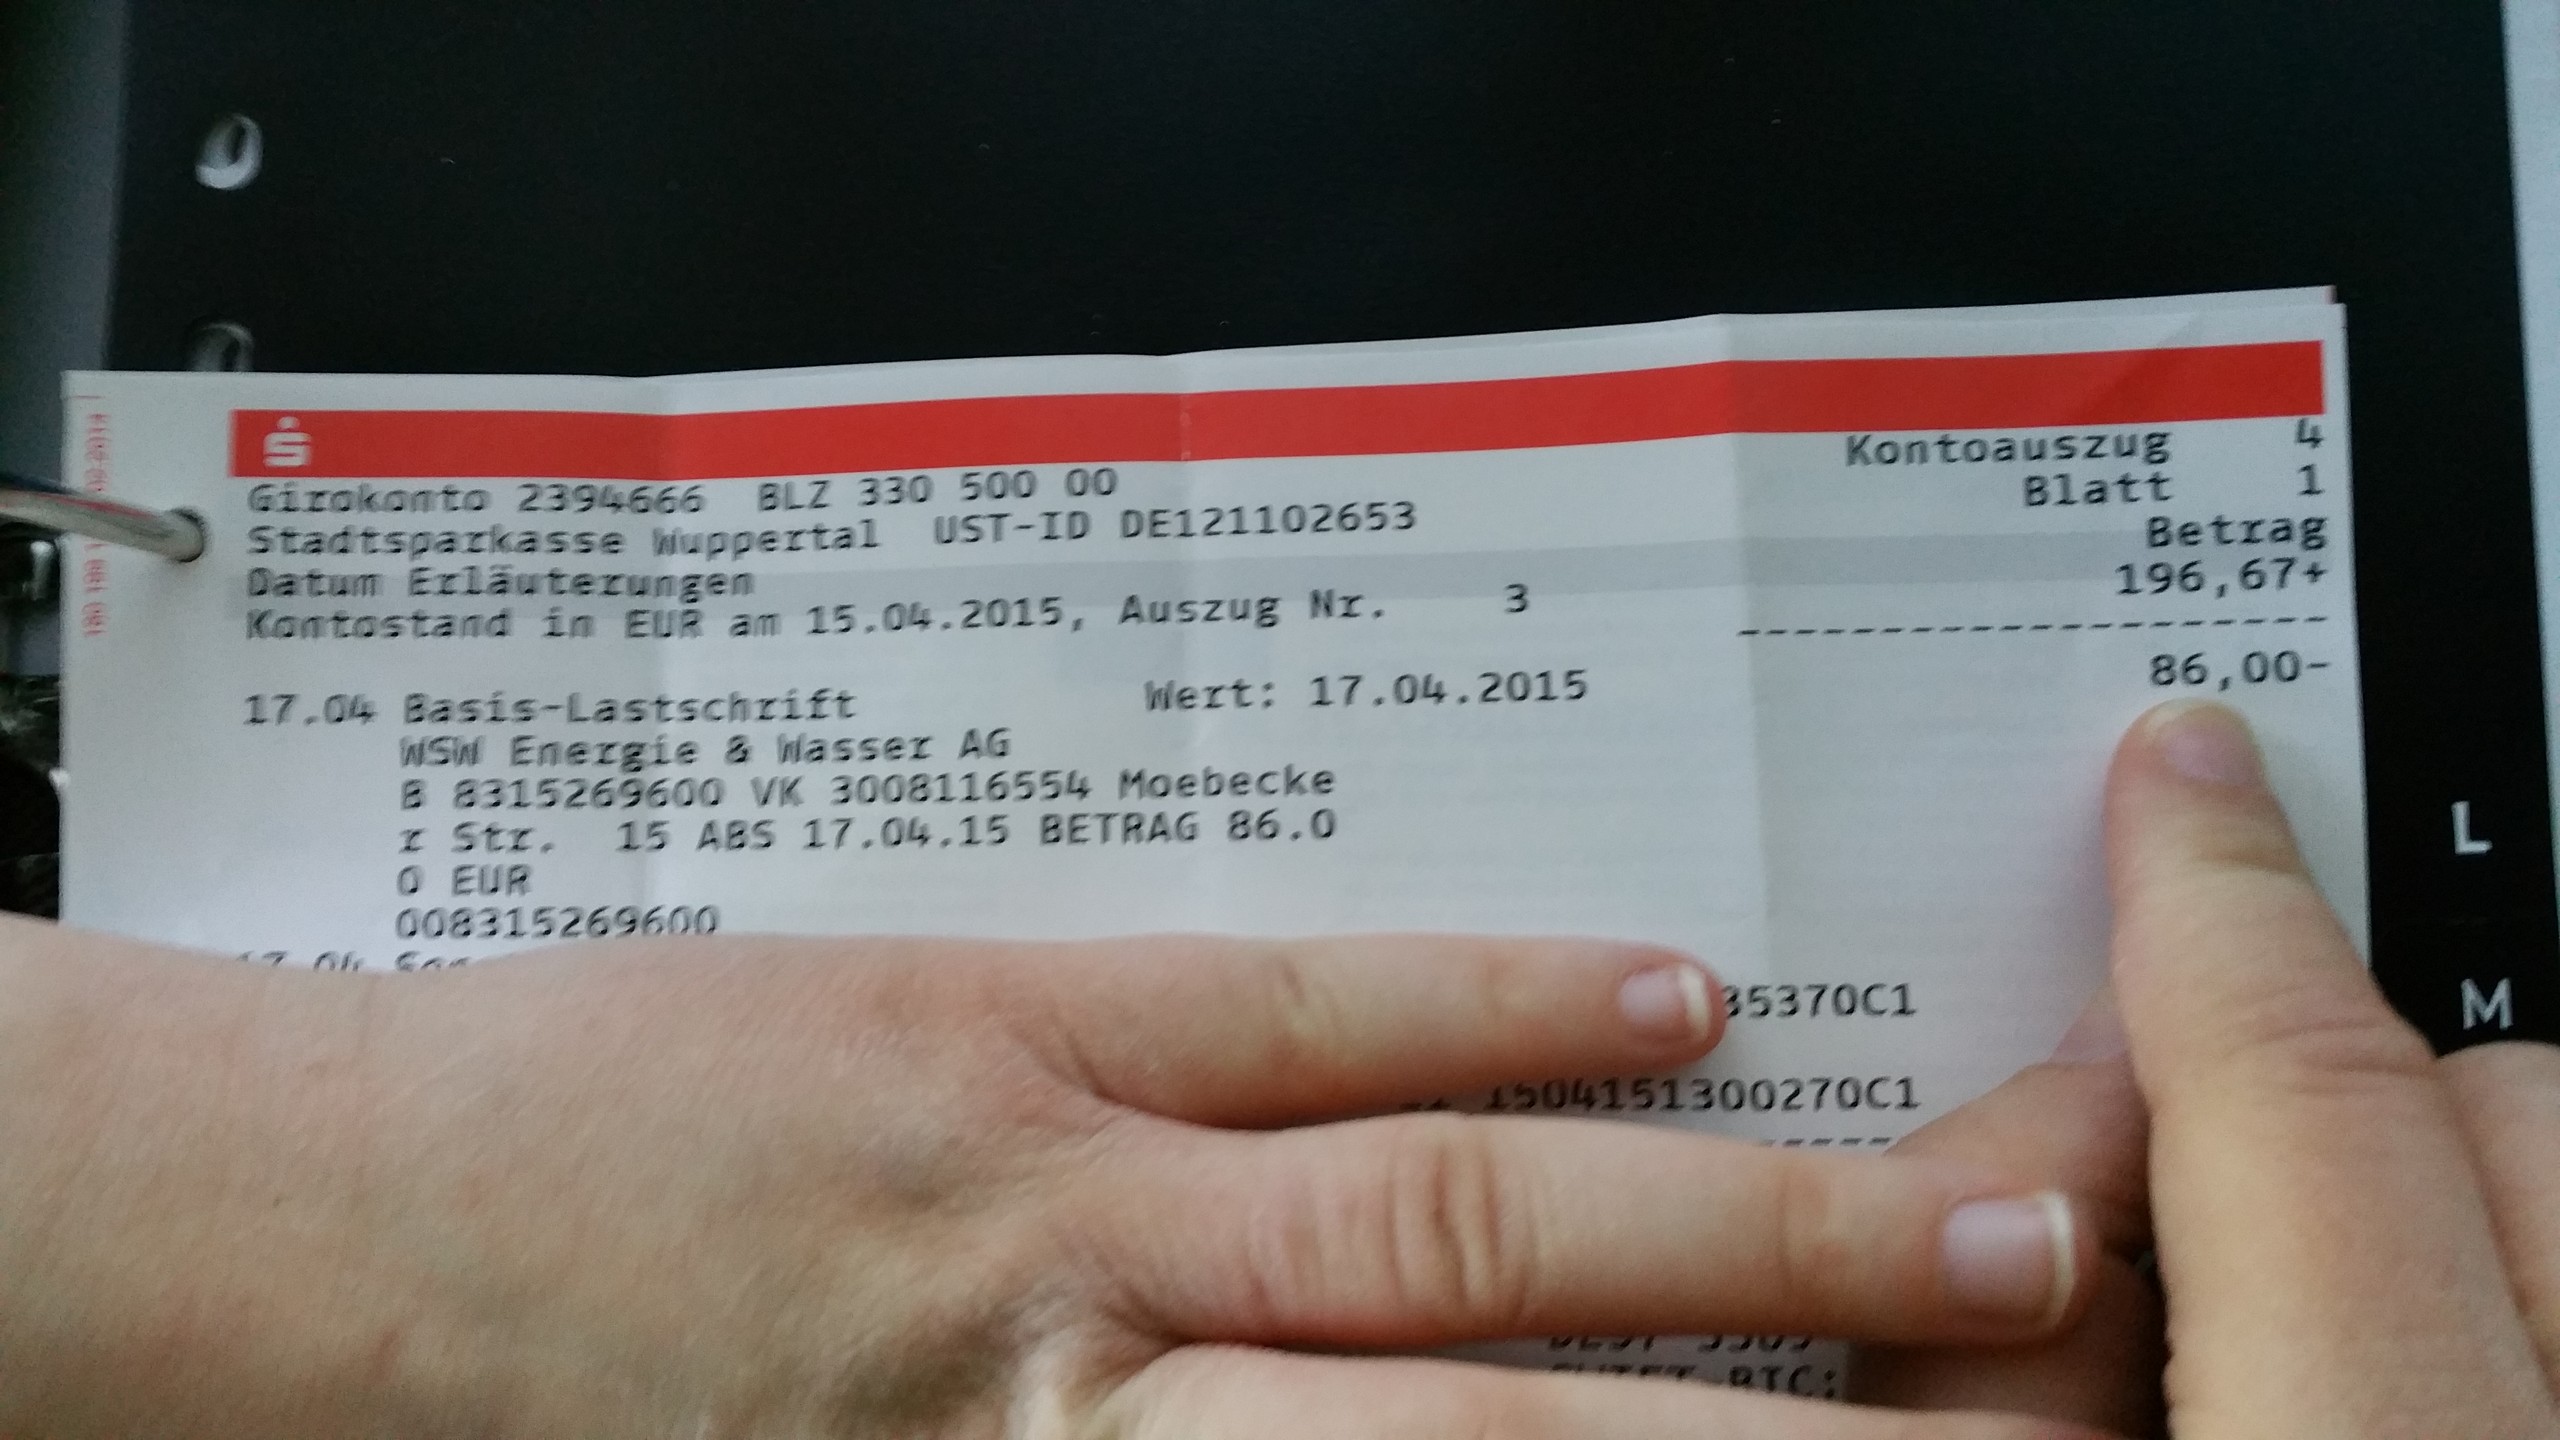 Kontoauszug 4
Girokonto 2394666 BLZ 330 500 00
Blatt 1
Stadtsparkasse Wuppertal UST-ID DE121102653
Datum Erläuterungen Betrag
Kontostand in EUR am 15.04.2015, Auszug Nr. 3 196,67+
17.04 Basis-Lastschrift Wert: 17.04.2015 86,00-
WSW Energie & Wasser AG
B 8315269600 VK 3008116554 Moebecke
r Str. 15 ABS 17.04.15 BETRAG 86.0
0 EUR
008315269600
17.04
35370C1
1504151300270C1
BIC:
L
M